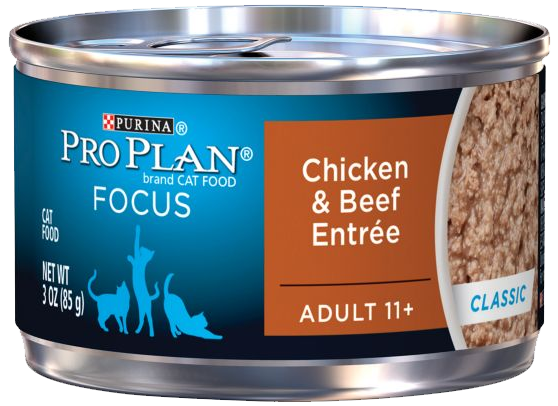 PURINA®
PRO PLAN®
brand CAT FOOD
FOCUS
CAT
FOOD
NET WT
3 OZ (85 g)
Chicken
& Beef
Entrée
ADULT 11+
CLASSIC